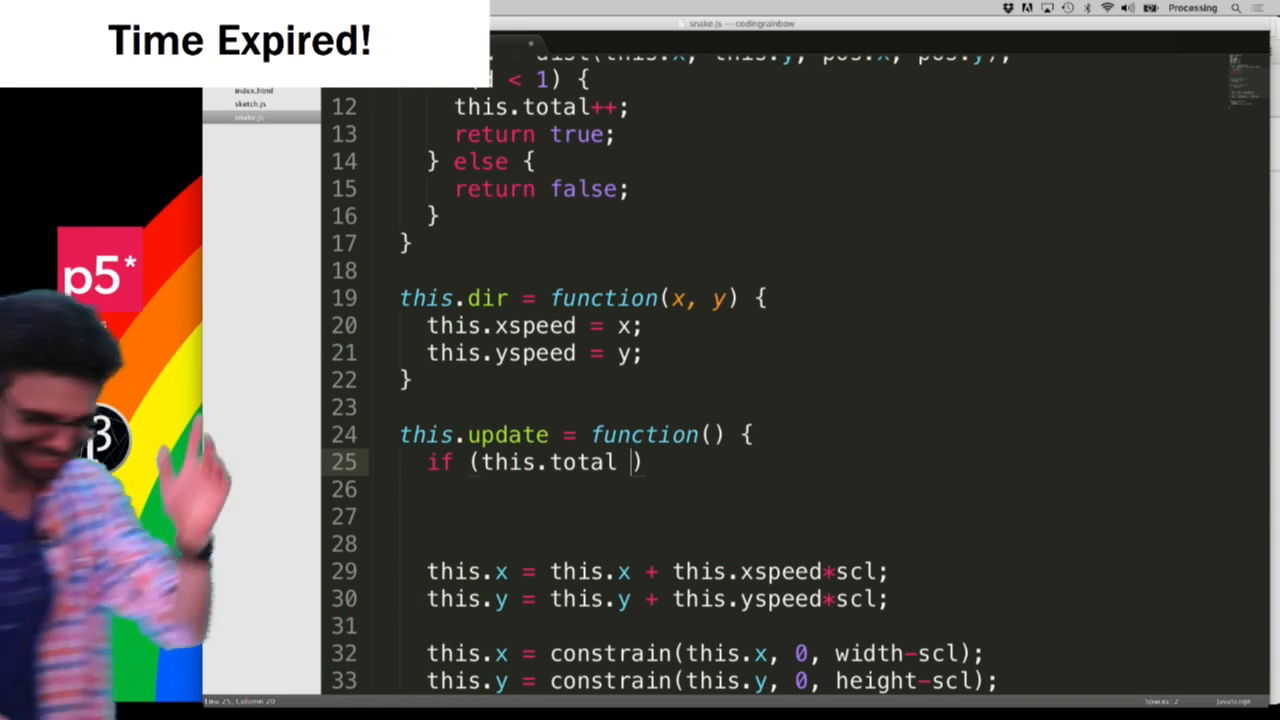 Processing
Time Expired!
snake.js — codingrainbow
dist(this.x, this.y, pos.x, pos.y);
< 1) {
index.html
sketch.js
snake.js
12 this.total++;
13 return true;
14 } else {
15 return false;
16 }
17 }
18
19 this.dir = function(x, y) {
20 this.xspeed = x;
21 this.yspeed = y;
22 }
23
24 this.update = function() {
25 if (this.total )
26
27
28
29 this.x = this.x + this.xspeed*scl;
30 this.y = this.y + this.yspeed*scl;
31
32 this.x = constrain(this.x, 0, width-scl);
33 this.y = constrain(this.y, 0, height-scl);
p5*
β
Line 25, Column 20
Spaces: 2
JavaScript